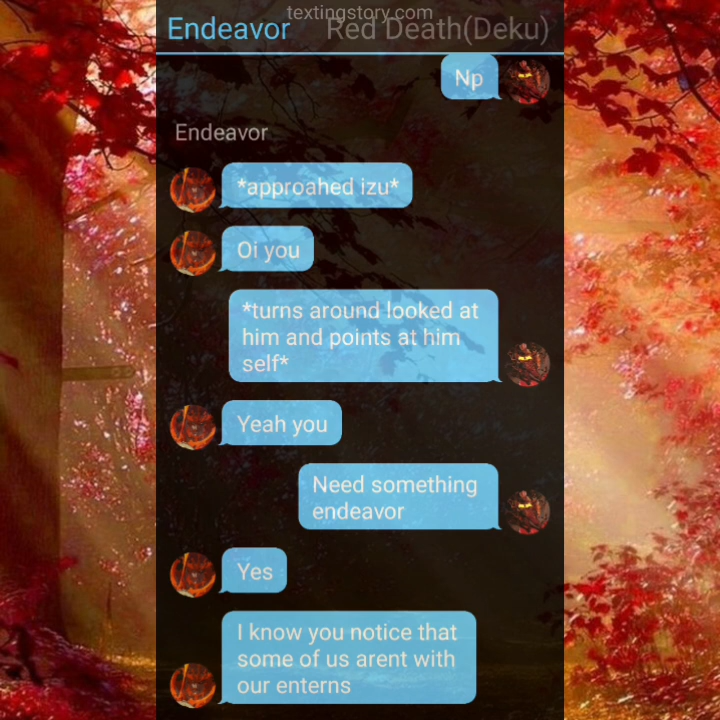 textingstory.com
Endeavor Red Death(Deku)
Np
Endeavor
*approahed izu*
Oi you
*turns around looked at
him and points at him
self*
Yeah you
Need something
endeavor
Yes
I know you notice that
some of us arent with
our enterns